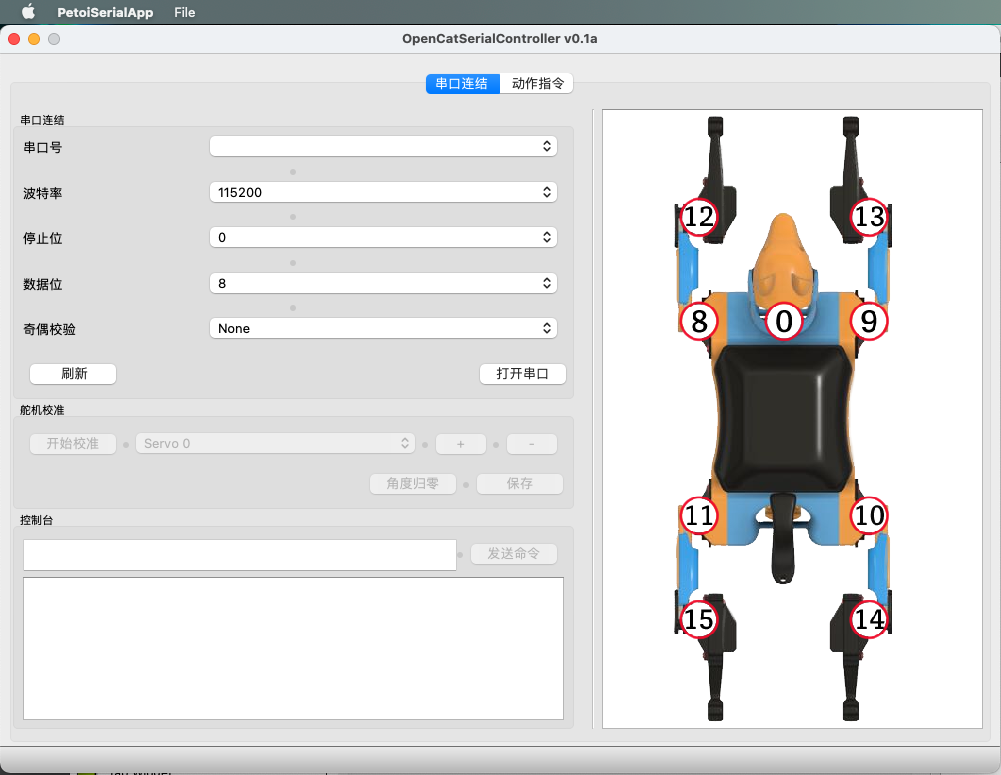 PetoiSerialApp File
OpenCatSerialController v0.1a
串口连结 动作指令
串口连结
串口号
波特率 115200
停止位 0
数据位 8
奇偶校验 None
刷新 打开串口
舵机校准
开始校准 Servo 0 + -
角度归零 保存
控制台
发送命令
12 13
8 0 9
11 10
15 14